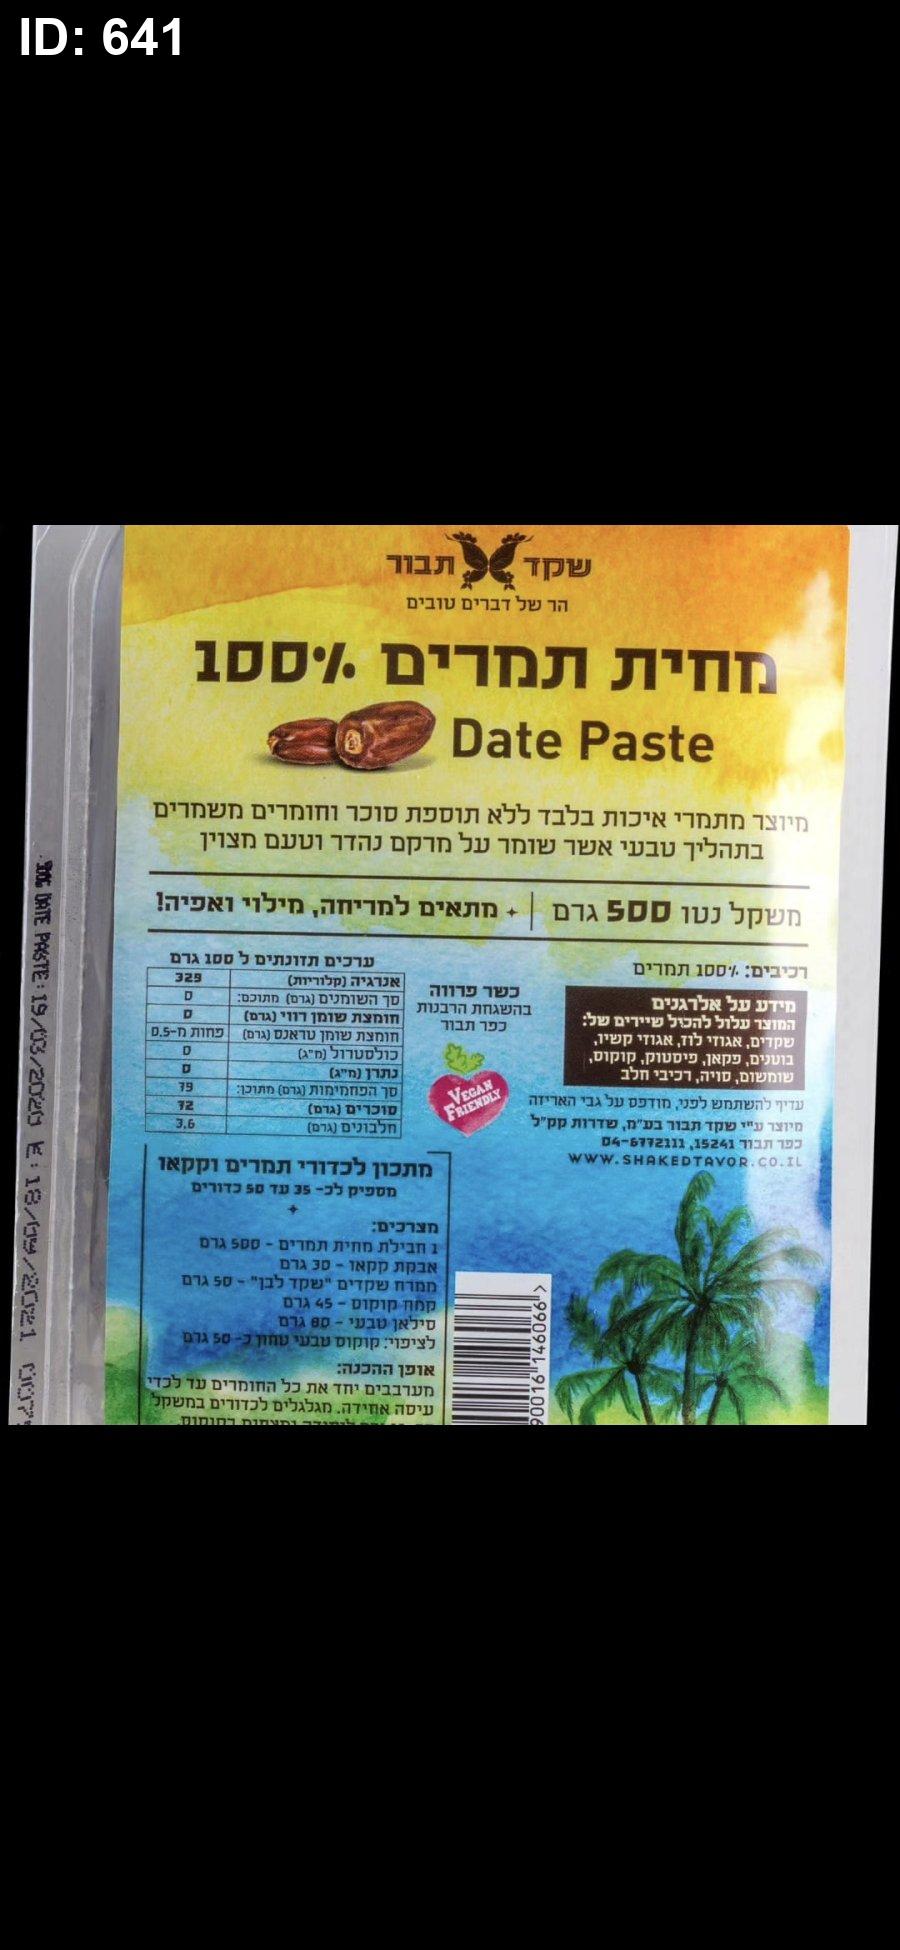 ID: 641
שקד תבור
הר של דברים טובים
מחית תמרים 100%
Date Paste
מיוצר מתמרי איכות בלבד ללא תוספת סוכר וחומרים משמרים
בתהליך טבעי אשר שומר על מרקם נהדר וטעם מצוין
משקל נטו 500 גרם
מתאים למריחה, מילוי ואפיה!
רכיבים: 100% תמרים
מידע על אלרגנים
המוצר עלול להכיל שיירים של:
שקדים, אגוזי לוז, אגוזי קשיו,
בוטנים, פקאן, פיסטוק, קוקוס,
שומשום, סויה, רכיבי חלב
עדיף להשתמש לפני, מודפס על גבי האריזה
מיוצר ע"י שקד תבור בע"מ, שדרות קק"ל
כפר תבור 15241, 04-6772111
WWW.SHAKEDTAVOR.CO.IL
כשר פרווה
בהשגחת הרבנות
כפר תבור
VEGAN
FRIENDLY
ערכים תזונתים ל 100 גרם
אנרגיה (קלוריות) 329
סך השומנים (גרם) מתוכם: 0
חומצת שומן רווי (גרם) 0
חומצת שומן טראנס (גרם) פחות מ-0.5
כולסטרול (מ"ג) 0
נתרן (מ"ג) 0
סך הפחמימות (גרם) מתוכן: 79
סוכרים (גרם) 72
חלבונים (גרם) 3.6
מתכון לכדורי תמרים וקקאו
מספיק לכ- 35 עד 50 כדורים
מצרכים:
1 חבילת מחית תמרים - 500 גרם
אבקת קקאו - 30 גרם
ממרח שקדים "שקד לבן" - 50 גרם
קמח קוקוס - 45 גרם
סילאן טבעי - 80 גרם
לציפוי: קוקוס טבעי טחון כ- 50 גרם
אופן ההכנה:
מערבבים יחד את כל החומרים עד לכדי
עיסה אחידה. מגלגלים לכדורים במשקל
90016 146066
DATE PASTE: 19/03/2020